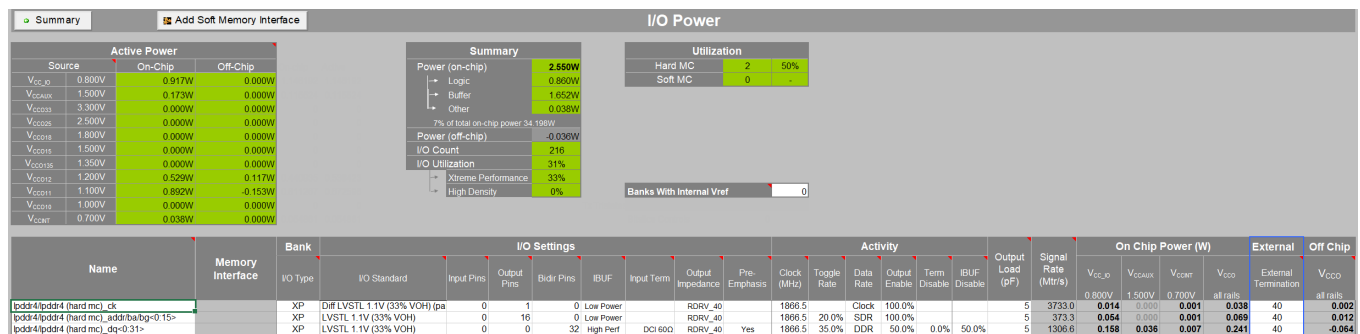 Summary
Add Soft Memory Interface
I/O Power
Active Power
Source On-Chip Off-Chip
VCC_IO 0.800V 0.917W 0.000W
VCCAUX 1.500V 0.173W 0.000W
VCCO33 3.300V 0.000W 0.000W
VCCO25 2.500V 0.000W 0.000W
VCCO18 1.800V 0.000W 0.000W
VCCO15 1.500V 0.000W 0.000W
VCCO135 1.350V 0.000W 0.000W
VCCO12 1.200V 0.529W 0.117W
VCCO11 1.100V 0.892W -0.153W
VCCO10 1.000V 0.000W 0.000W
VCCINT 0.700V 0.038W 0.000W
Summary
Power (on-chip) 2.550W
Logic 0.860W
Buffer 1.652W
Other 0.038W
7% of total on-chip power 34.198W
Power (off-chip) -0.036W
I/O Count 216
I/O Utilization 31%
Xtreme Performance 33%
High Density 0%
Utilization
Hard MC 2 50%
Soft MC 0 -
Banks With Internal Vref 0
Name
Memory Interface
Bank
I/O Type
I/O Settings
I/O Standard Input Pins Output Pins Bidir Pins IBUF Input Term Output Impedance Pre-Emphasis
Activity
Clock (MHz) Toggle Rate Data Rate Output Enable Term Disable IBUF Disable
Output Load (pF)
Signal Rate (Mtr/s)
On Chip Power (W)
VCC_IO VCCAUX VCCINT VCCO
0.800V 1.500V 0.700V all rails
External
External Termination
Off Chip
VCCO
all rails
lpddr4/lpddr4 (hard mc)_ck XP Diff LVSTL 1.1V (33% VOH) (pa 0 1 0 Low Power RDRV_40 1866.5 Clock 100.0% 5 3733.0 0.014 0.000 0.001 0.038 40 0.002
lpddr4/lpddr4 (hard mc)_addr/ba/bg<0:15> XP LVSTL 1.1V (33% VOH) 0 16 0 Low Power RDRV_40 1866.5 20.0% SDR 100.0% 5 373.3 0.054 0.000 0.001 0.069 40 0.012
lpddr4/lpddr4 (hard mc)_dq<0:31> XP LVSTL 1.1V (33% VOH) 0 0 32 High Perf DCI 60Ω RDRV_40 Yes 1866.5 35.0% DDR 50.0% 0.0% 50.0% 5 1306.6 0.158 0.036 0.007 0.241 40 -0.064